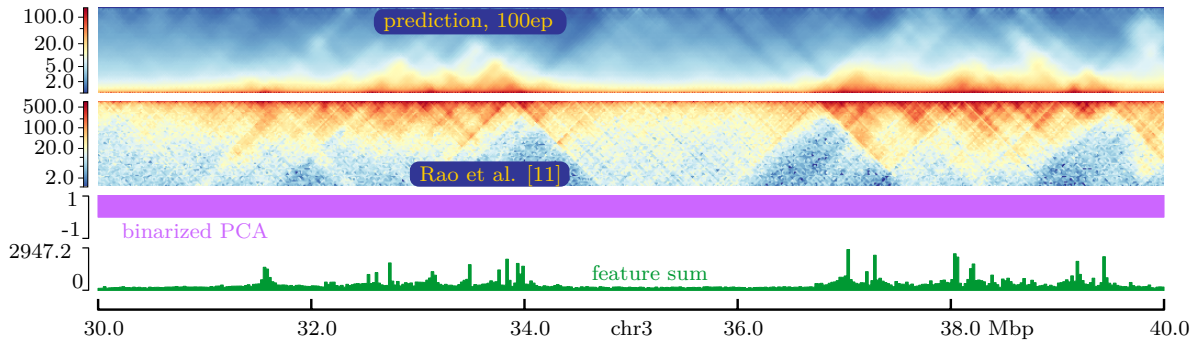 prediction, 100ep
100.0
20.0
5.0
2.0
500.0
100.0
20.0
2.0
Rao et al. [11]
1
-1
binarized PCA
2947.2
0
feature sum
30.0 32.0 34.0 chr3 36.0 38.0 Mbp 40.0